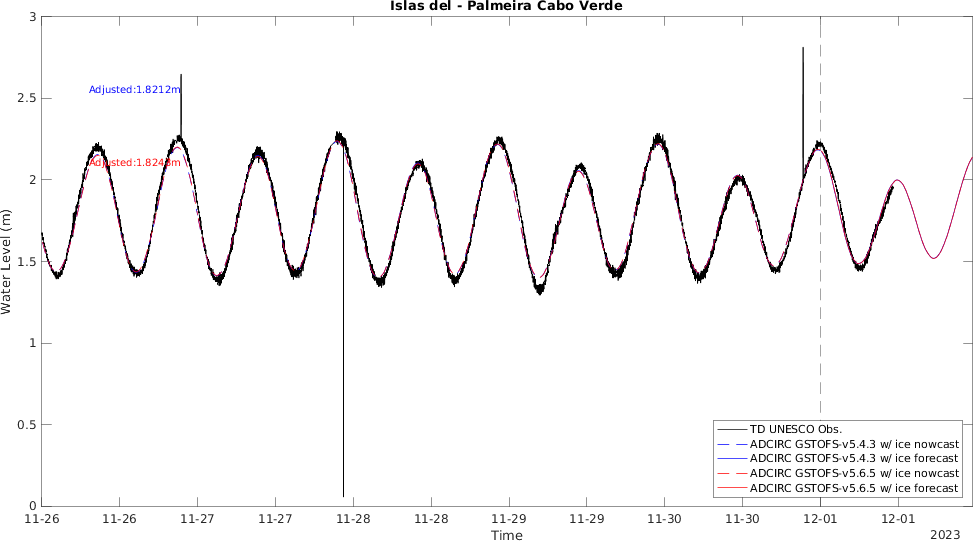 Islas del - Palmeira Cabo Verde
3
2.5
2
1.5
1
0.5
0
Water Level (m)
Adjusted:1.8212m
Adjusted:1.8243m
TD UNESCO Obs.
ADCIRC GSTOFS-v5.4.3 w/ ice nowcast
ADCIRC GSTOFS-v5.4.3 w/ ice forecast
ADCIRC GSTOFS-v5.6.5 w/ ice nowcast
ADCIRC GSTOFS-v5.6.5 w/ ice forecast
11-26 11-26 11-27 11-27 11-28 11-28 11-29 11-29 11-30 11-30 12-01 12-01
Time
2023